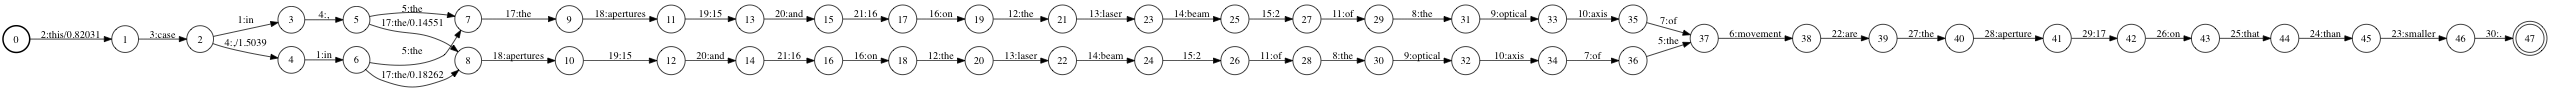 1:in 3 4:, 5 5:the 17:the/0.14551 7 17:the 9 18:apertures 11 19:15 13 20:and 15 21:16 17 16:on 19 12:the 21 13:laser 23 14:beam 25 15:2 27 11:of 29 8:the 31 9:optical 33 10:axis 35 7:of
0 2:this/0.82031 1 3:case 2
4:,/1.5039 4 1:in 6 5:the 17:the/0.18262 8 18:apertures 10 19:15 12 20:and 14 21:16 16 16:on 18 12:the 20 13:laser 22 14:beam 24 15:2 26 11:of 28 8:the 30 9:optical 32 10:axis 34 7:of 36 5:the
37 6:movement 38 22:are 39 27:the 40 28:aperture 41 29:17 42 26:on 43 25:that 44 24:than 45 23:smaller 46 30:. 47